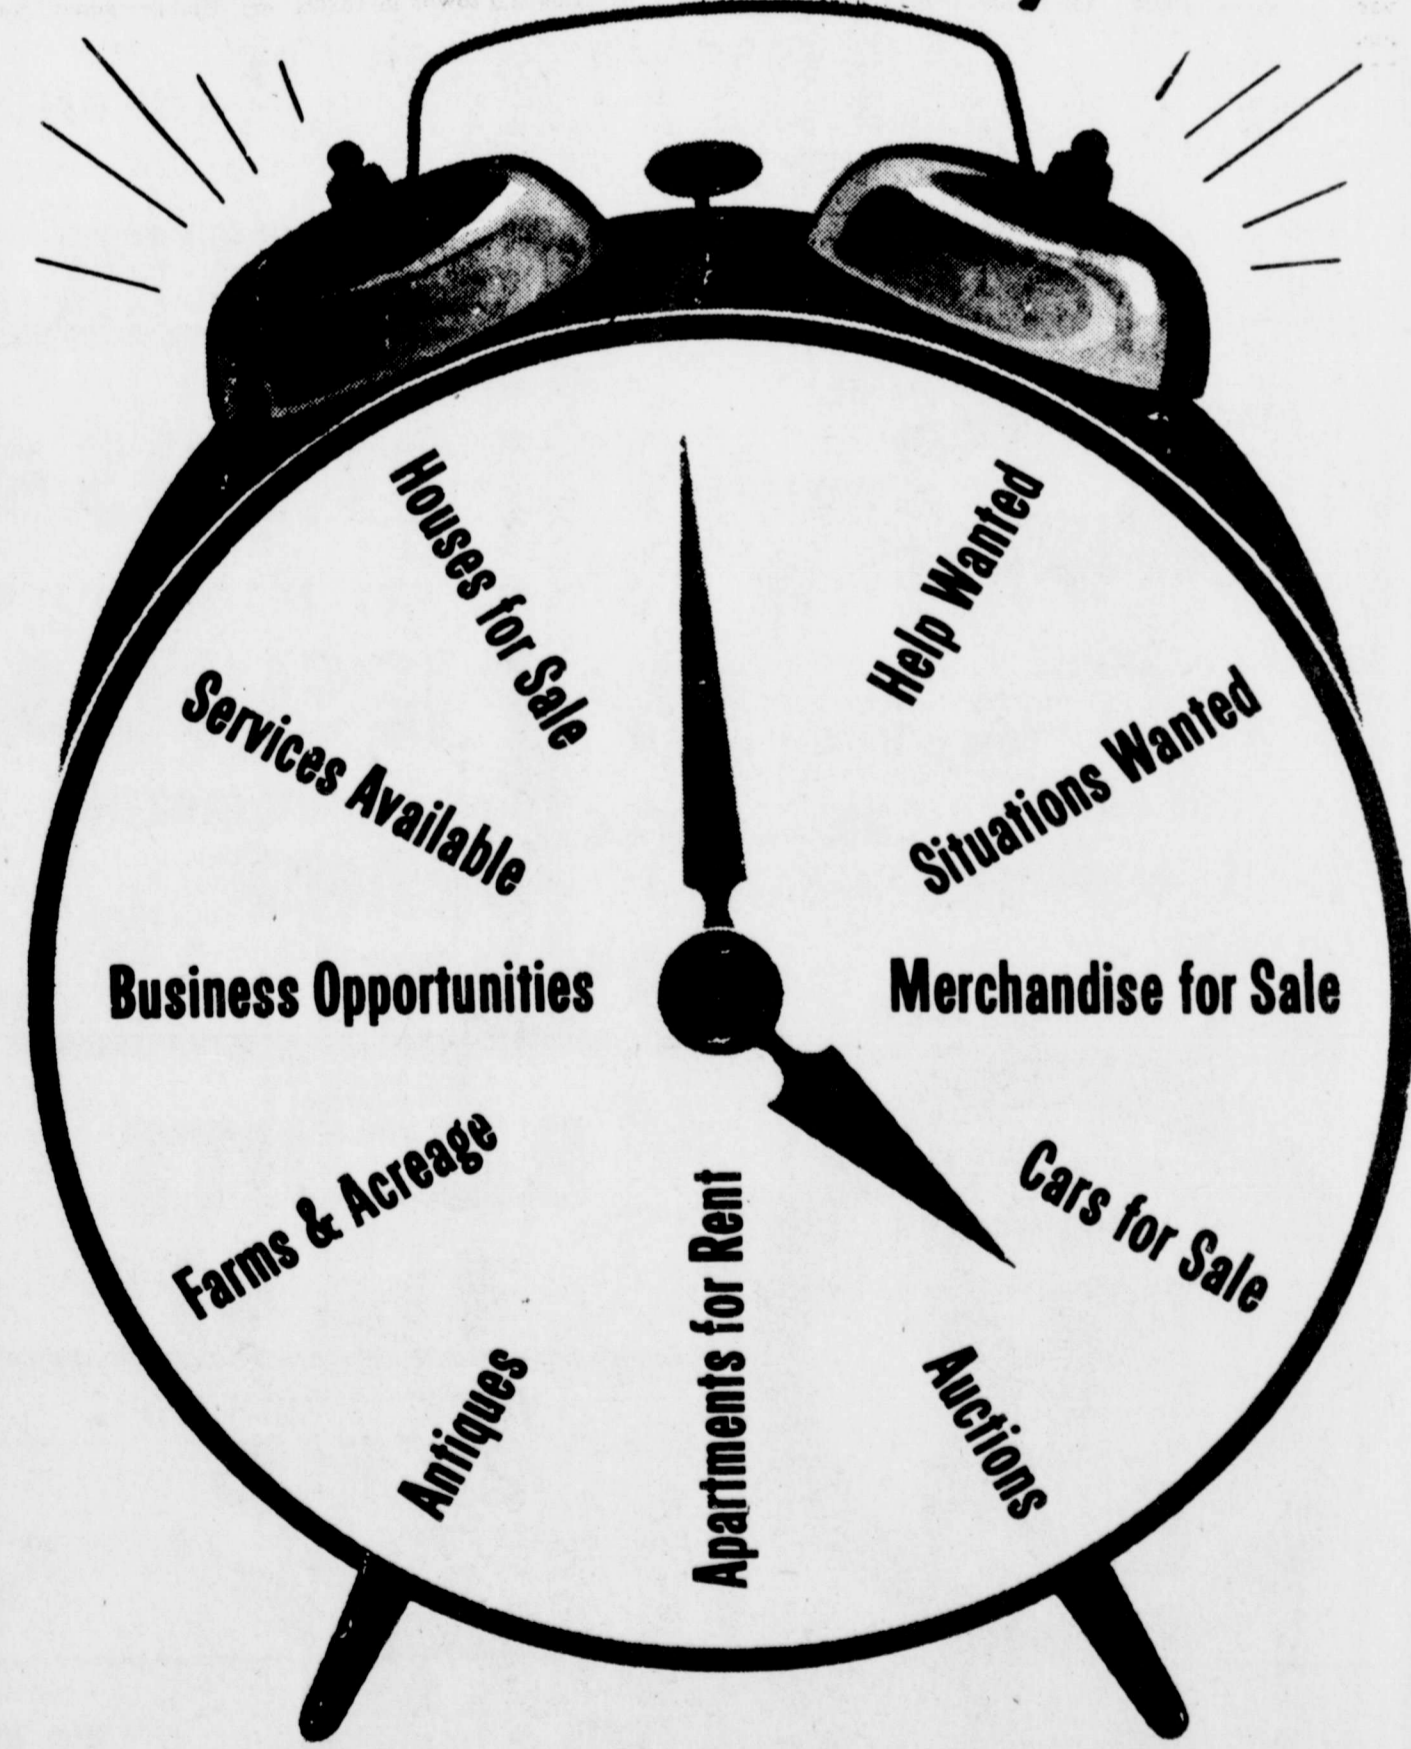 Help Wanted
Situations Wanted
Merchandise for Sale
Cars for Sale
Auctions
Apartments for Rent
Antiques
Farms & Acreage
Business Opportunities
Services Available
Houses for Sale